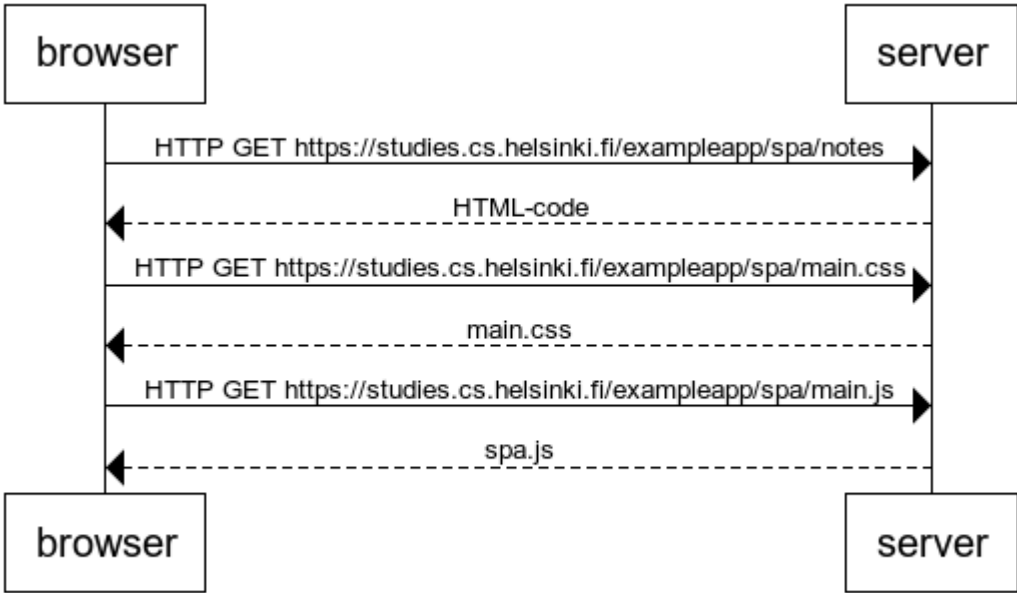 browser
server
HTTP GET https://studies.cs.helsinki.fi/exampleapp/spa/notes
HTML-code
HTTP GET https://studies.cs.helsinki.fi/exampleapp/spa/main.css
main.css
HTTP GET https://studies.cs.helsinki.fi/exampleapp/spa/main.js
spa.js
browser
server